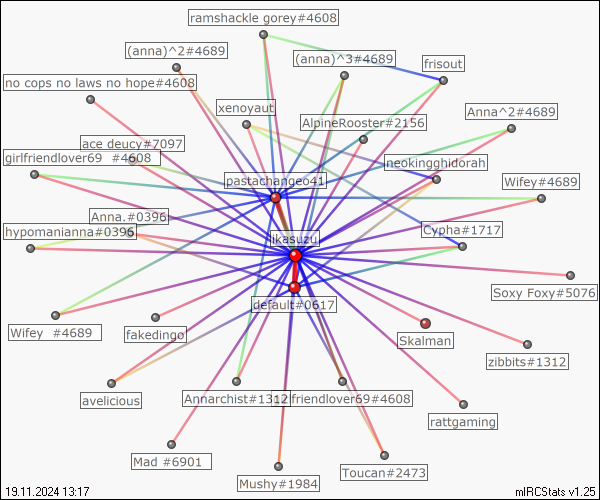 ramshackle gorey#4608
(anna)^2#4689
(anna)^3#4689
frisout
no cops no laws no hope#4608
xenoyaut
AlpineRooster#2156
Anna^2#4689
ace deucy#7097
girlfriendlover69 #4608
neokingghidorah
pastachangeo41
Wifey#4689
Anna.#0396
hypomanianna#0396
Cypha#1717
likasuzu
Soxy Foxy#5076
default#0617
Wifey #4689
fakedingo
Skalman
zibbits#1312
avelicious
Annarchist#1312
lfriendlover69#4608
rattgaming
Mad #6901
Mushy#1984
Toucan#2473
19.11.2024 13:17
mIRCStats v1.25